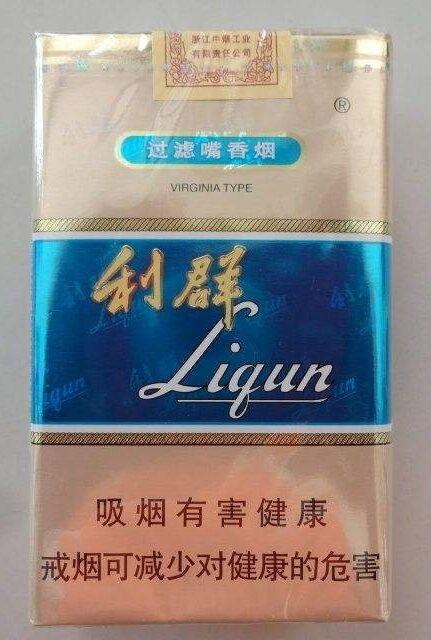 浙江中烟工业
有限责任公司
®
过滤嘴香烟
VIRGINIA TYPE
利群
Liqun
吸烟有害健康
戒烟可减少对健康的危害